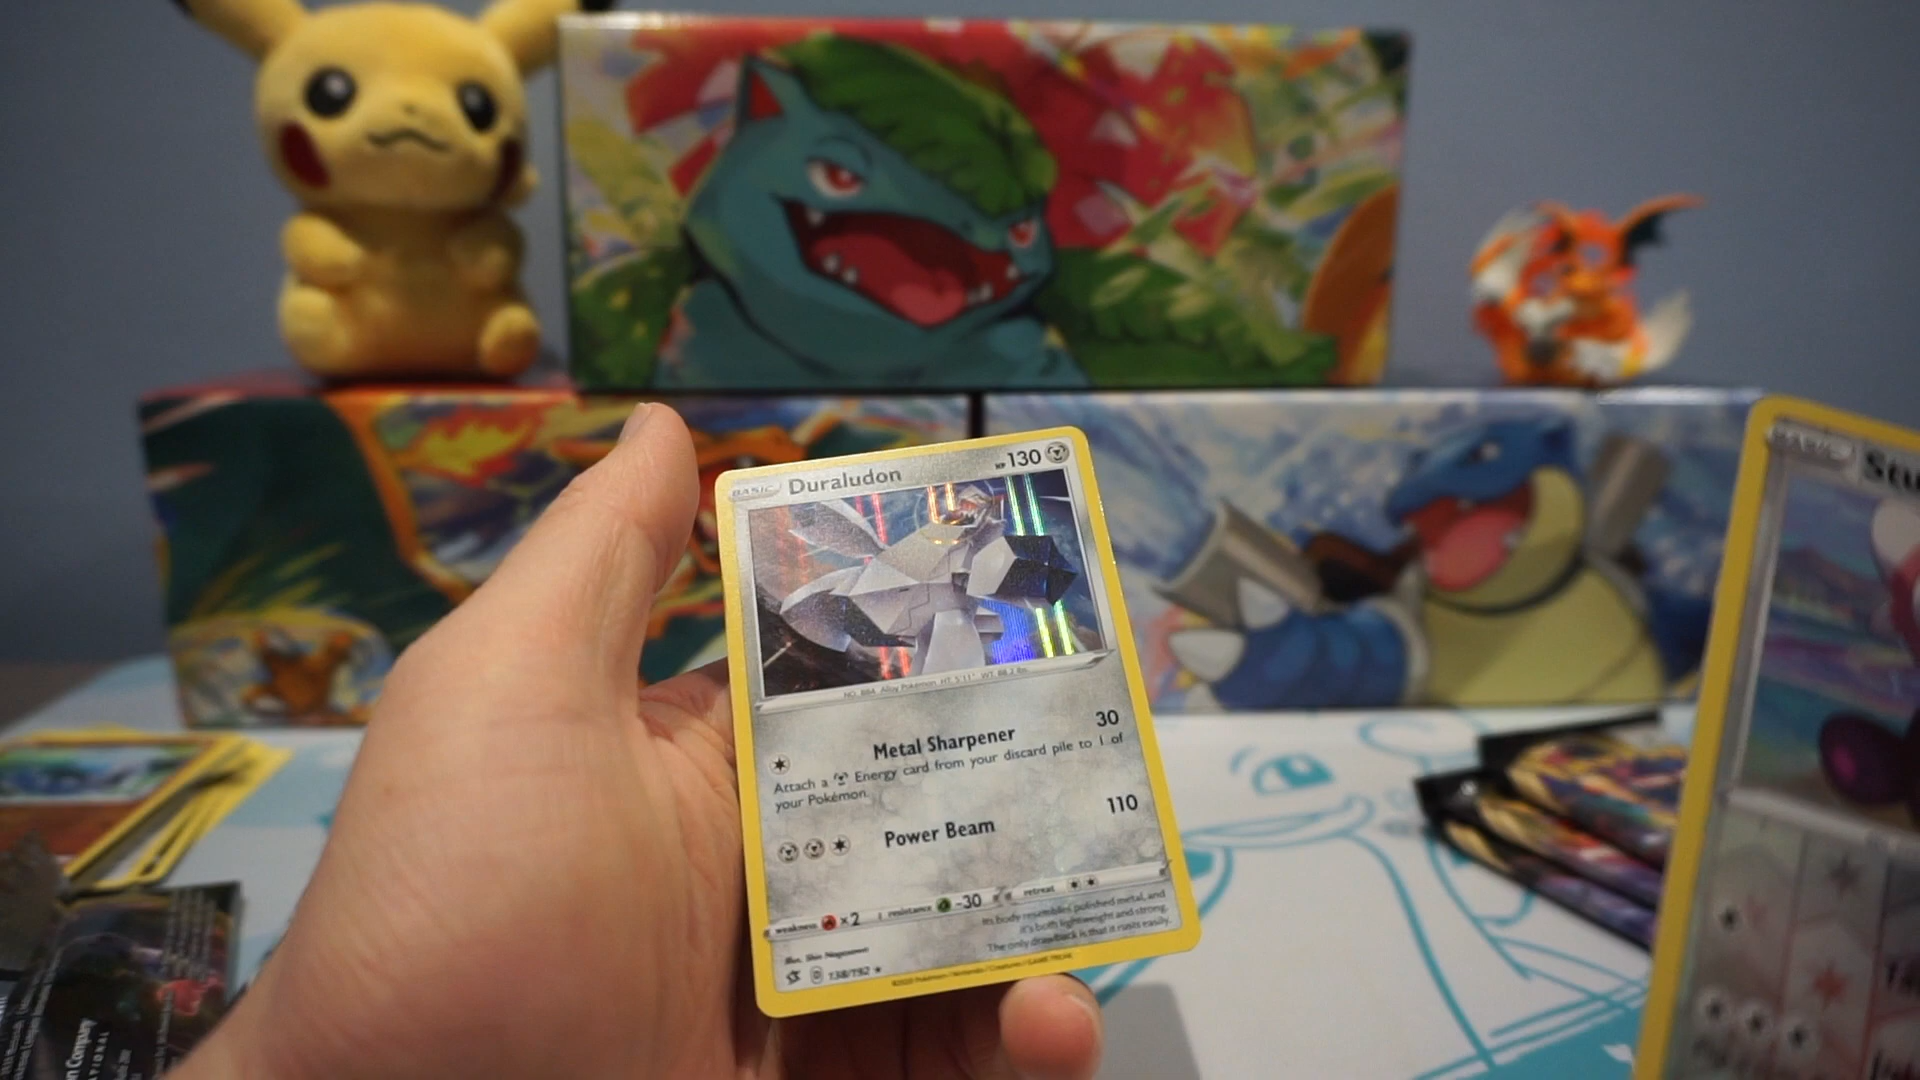 BASIC Duraludon HP 130
NO. 884 Alloy Pokémon HT: 5'11" WT: 88.2 lbs.
Metal Sharpener 30
Attach a Energy card from your discard pile to 1 of
your Pokémon.
Power Beam 110
weakness ×2 resistance -30 retreat
Its body resembles polished metal, and
it's both lightweight and strong.
The only drawback is that it rusts easily.
Illus. Shin Nagasawa
D 138/192 ★
©2020 Pokémon / Nintendo / Creatures / GAME FREAK
BASIC Stu